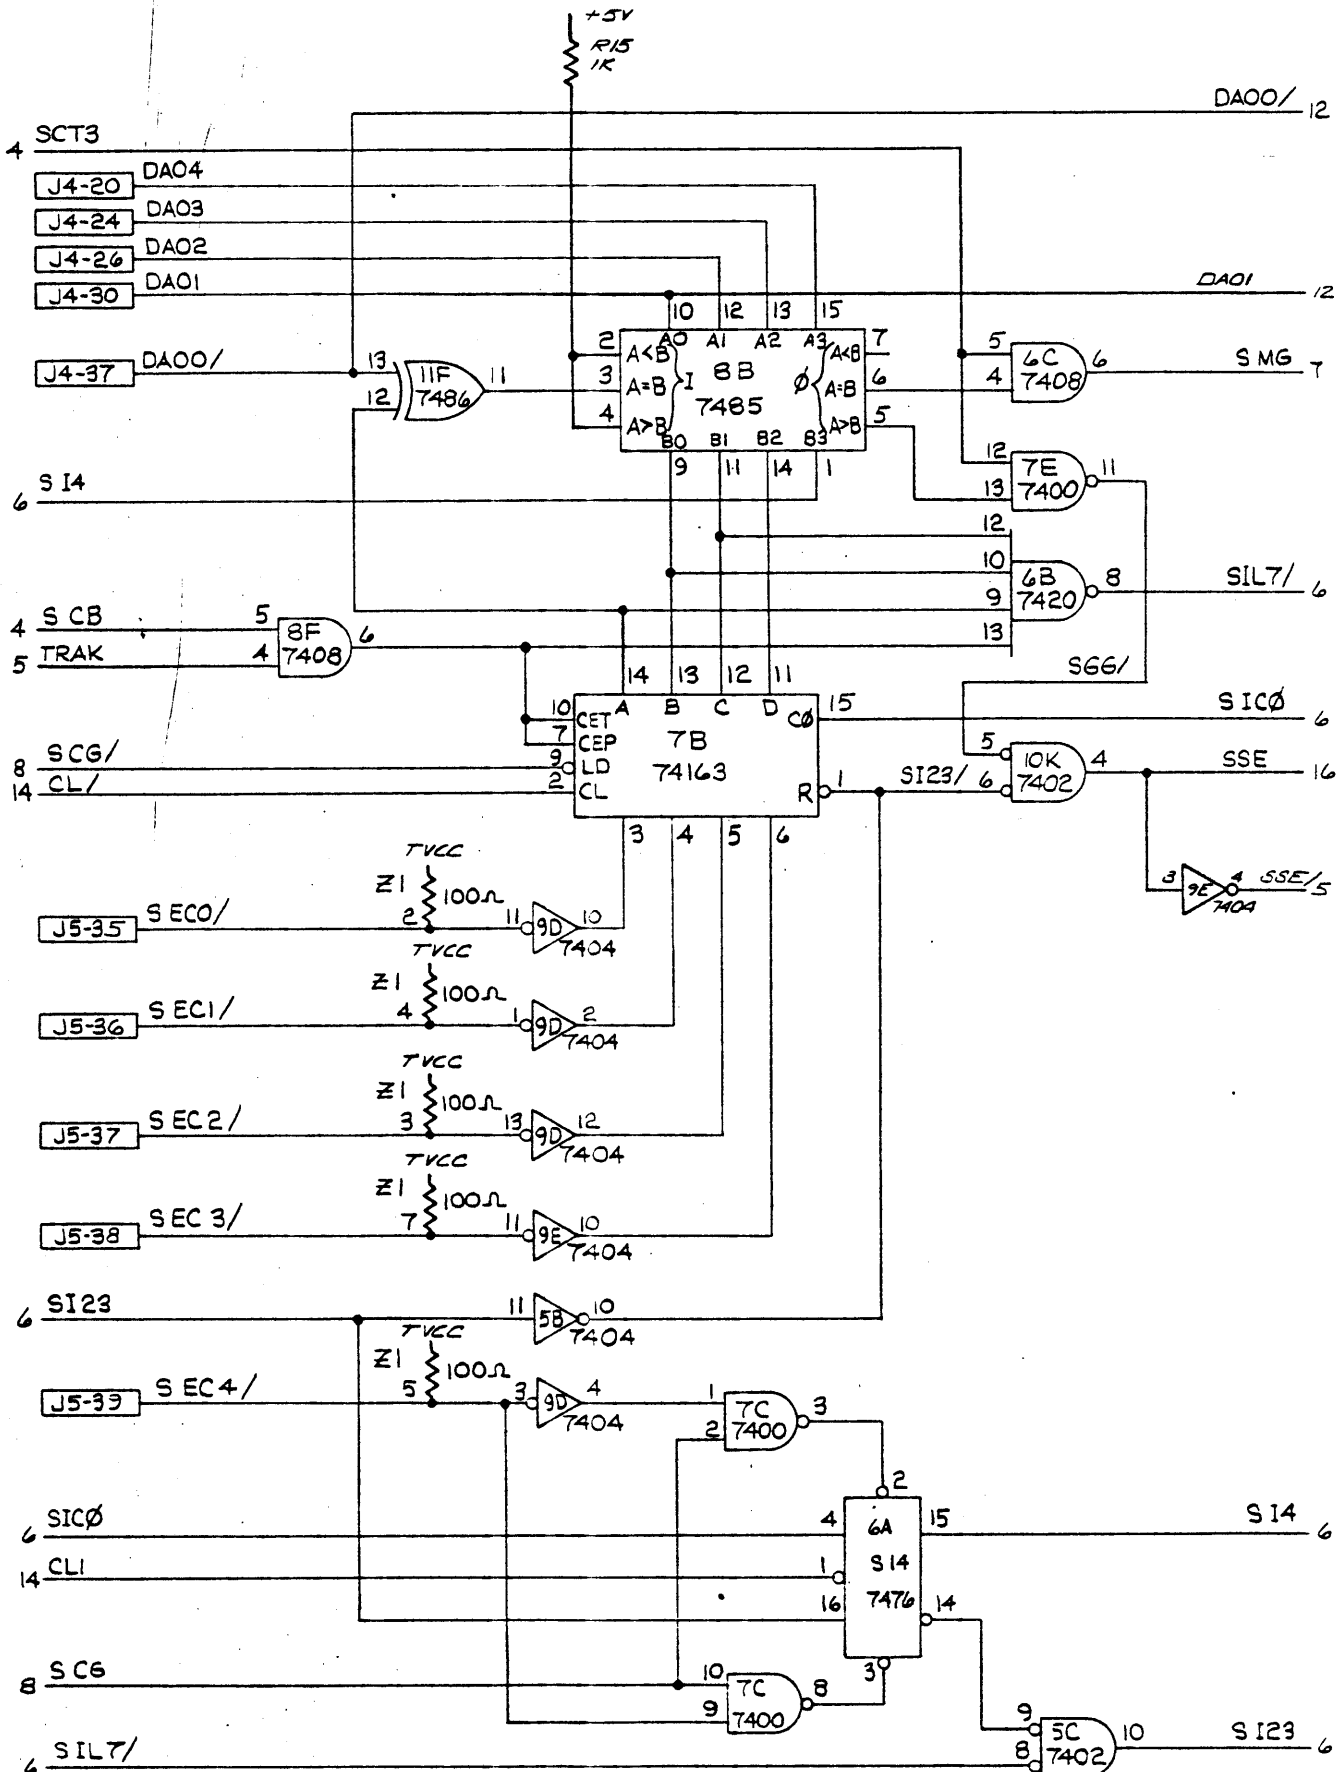 +5V
R15
1K
DA00/ 12
4 SCT3
J4-20 DA04
J4-24 DA03
J4-26 DA02
J4-30 DA01
DA01 12
10 12 13 15
A0 A1 A2 A3
J4-37 DA00/
13
12
11F
7486
11
2 A<B
3 A=B
4 A>B
I
8B
7485
Ø
A<B 7
A=B 6
A>B 5
B0 B1 B2 B3
9 11 14 1
5
4
6C
7408
6
SMG 7
12
13
7E
7400
11
6 SI4
12
10
9
13
6B
7420
8
SIL7/ 6
4 SCB 5
5 TRAK 4
8F
7408
6
SGG/
14 13 12 11
A B C D
10 CET
7 CEP
9 LD
2 CL
7B
74163
CØ 15
R 1
SICØ 6
8 SCG/
14 CL/
SI23/
5
6
10K
7402
4
SSE 16
3 4 5 6
3 9E 4
7404
SSE/ 5
TVCC
Z1 100Ω
J5-35 SEC0/ 2 11 9D 10
7404
TVCC
Z1 100Ω
J5-36 SEC1/ 4 1 9D 2
7404
TVCC
Z1 100Ω
J5-37 SEC2/ 3 13 9D 12
7404
TVCC
Z1 100Ω
J5-38 SEC3/ 7 11 9E 10
7404
6 SI23 11 5B 10
7404
TVCC
Z1 100Ω
J5-39 SEC4/ 5 3 9D 4
7404
1
2
7C
7400
3
2
6 SICØ 4
14 CL1 1
16
6A
SI4
7476
15
14
3
SI4 6
8 SCG 10
9
7C
7400
8
6 SIL7/
9
8
5C
7402
10
SI23 6